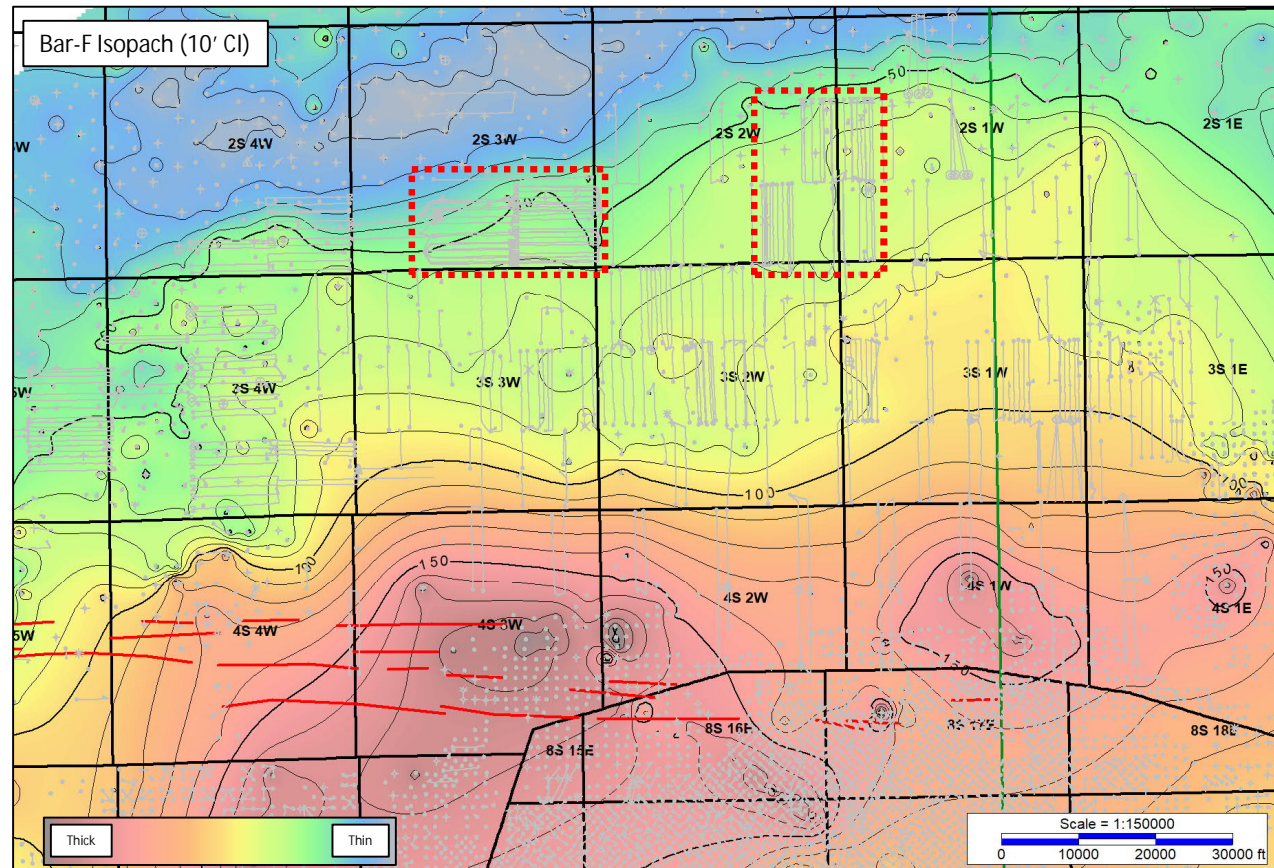 Bar-F Isopach (10' CI)
50
2S 4W
2S 3W
2S 2W
2S 1W
2S 1E
3S 4W
3S 3W
3S 2W
3S 1W
3S 1E
100
100
100
150
150
4S 4W
4S 3W
4S 2W
4S 1W
4S 1E
150
8S 15E
8S 16E
8S 17E
8S 18E
Thick
Thin
Scale = 1:150000
0 10000 20000 30000 ft